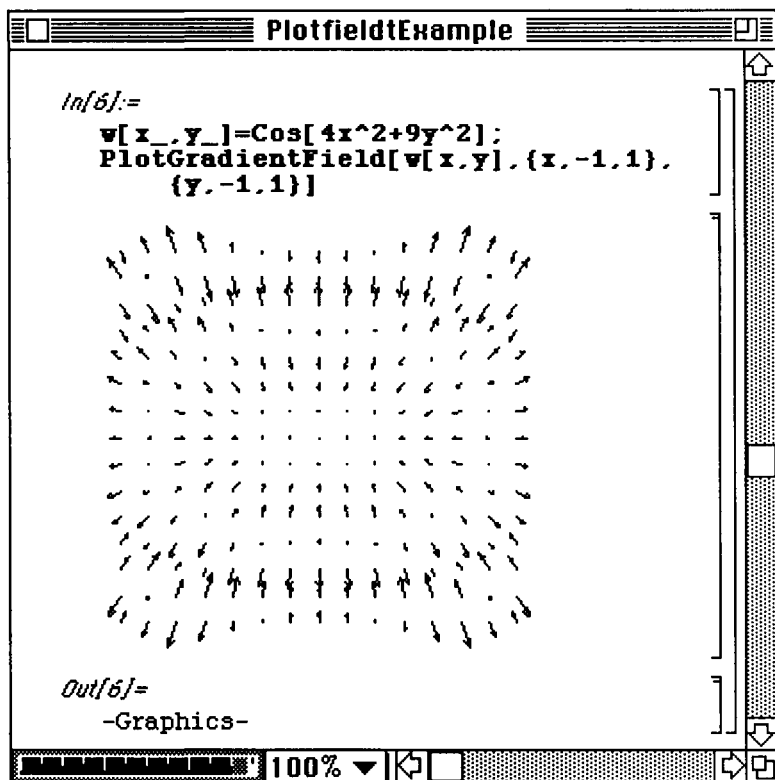 PlotfieldtExample
In[6]:=
w[x_,y_]=Cos[4x^2+9y^2];
PlotGradientField[w[x,y],{x,-1,1},
{y,-1,1}]
Out[6]=
-Graphics-
100%